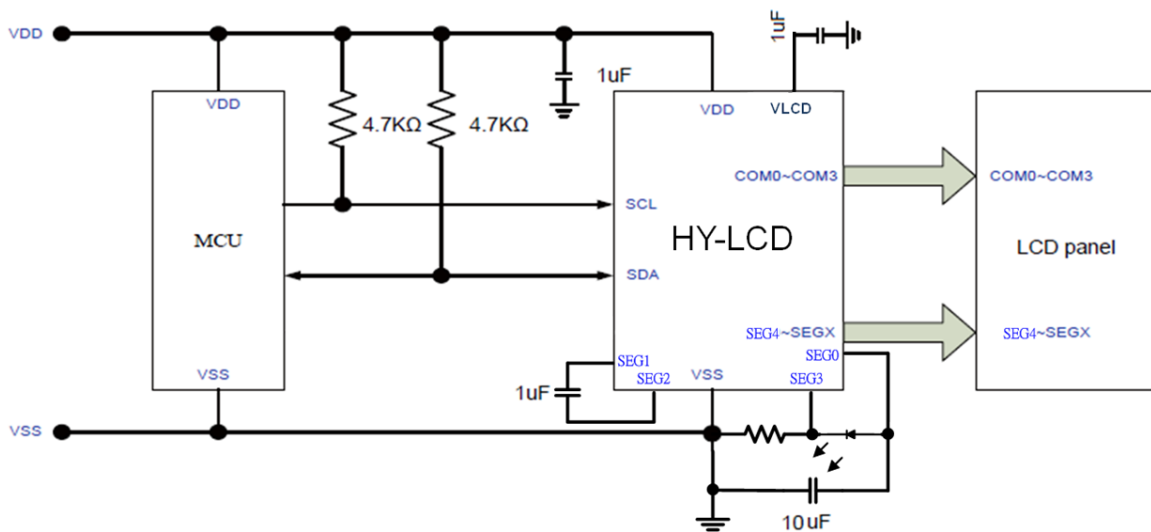 VDD
1uF
VDD
4.7KΩ
4.7KΩ
1uF
VDD
VLCD
COM0~COM3
COM0~COM3
SCL
MCU
HY-LCD
LCD panel
SDA
SEG4~SEGX
SEG4~SEGX
SEG1
SEG0
VSS
SEG2
VSS
SEG3
1uF
VSS
10uF